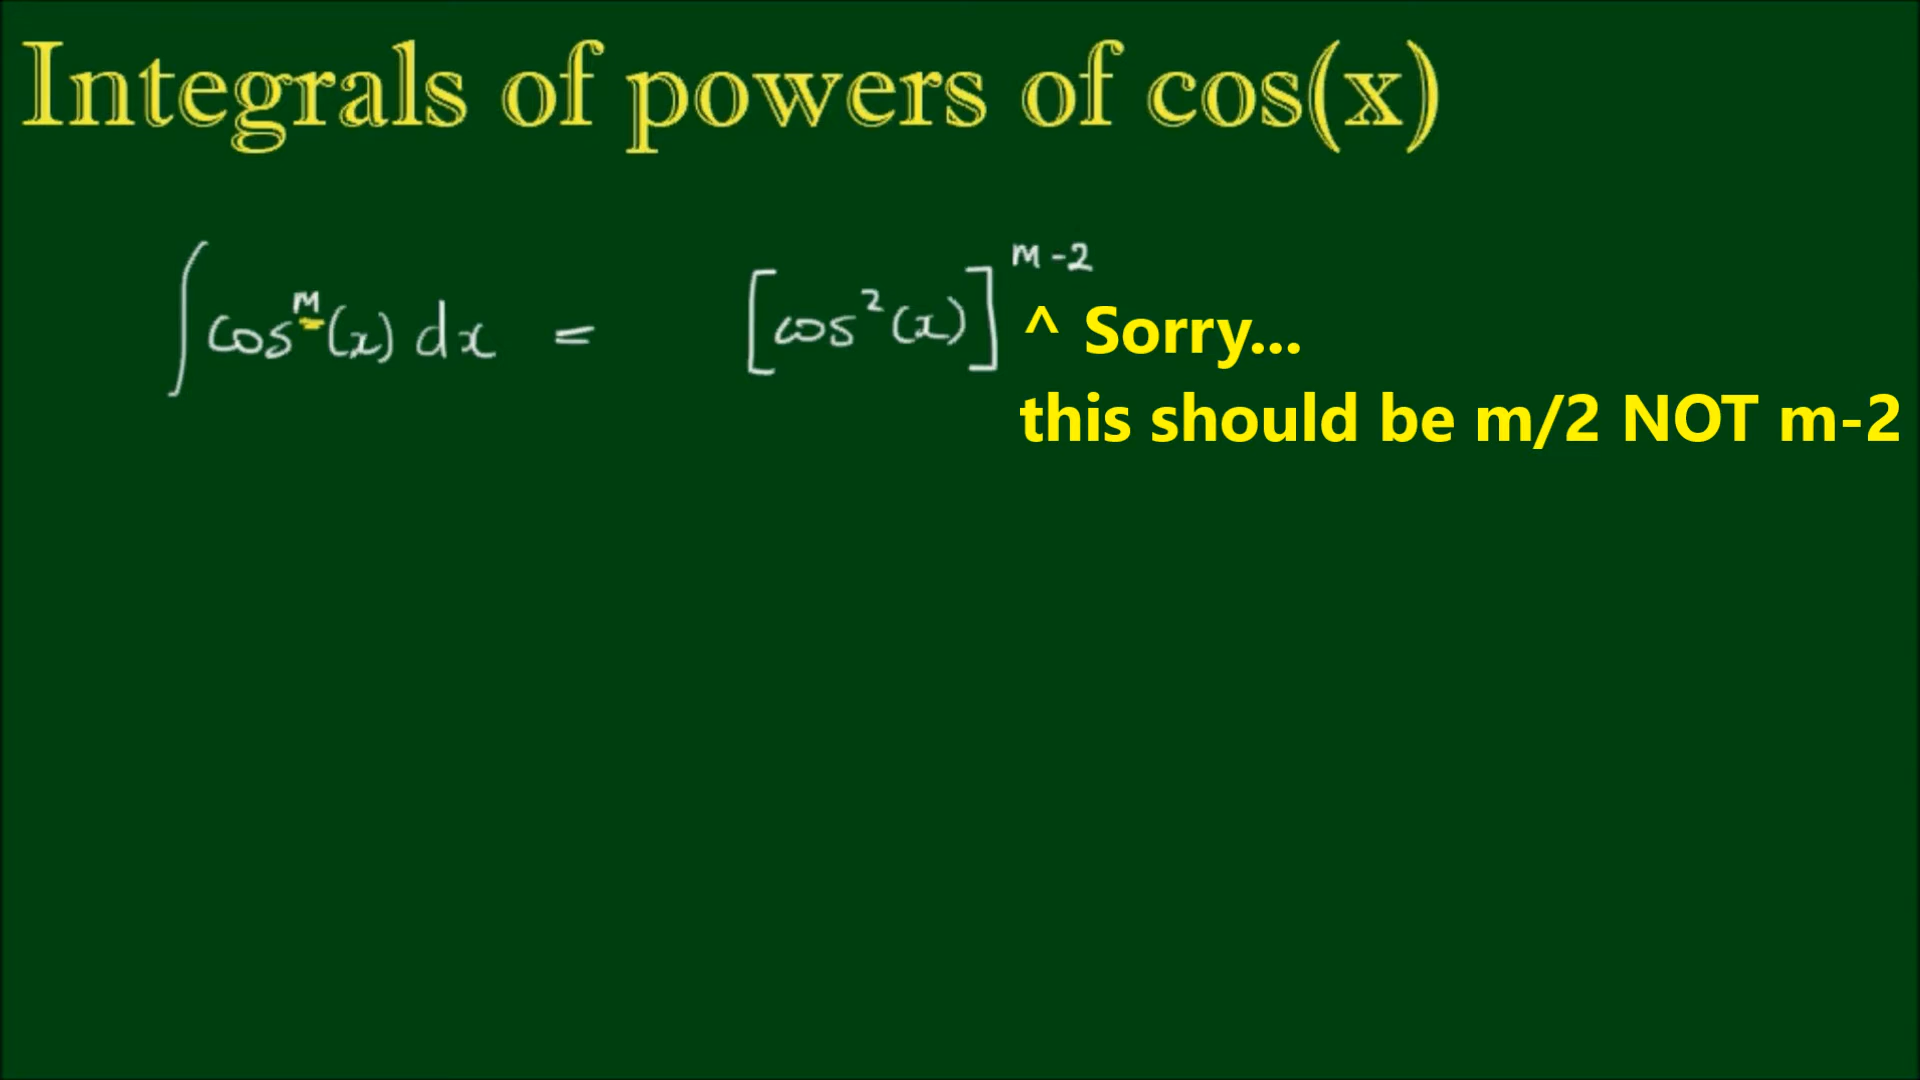 Integrals of powers of cos(x)
∫cos^m(x) dx = [cos²(x)]^m-2
^ Sorry...
this should be m/2 NOT m-2